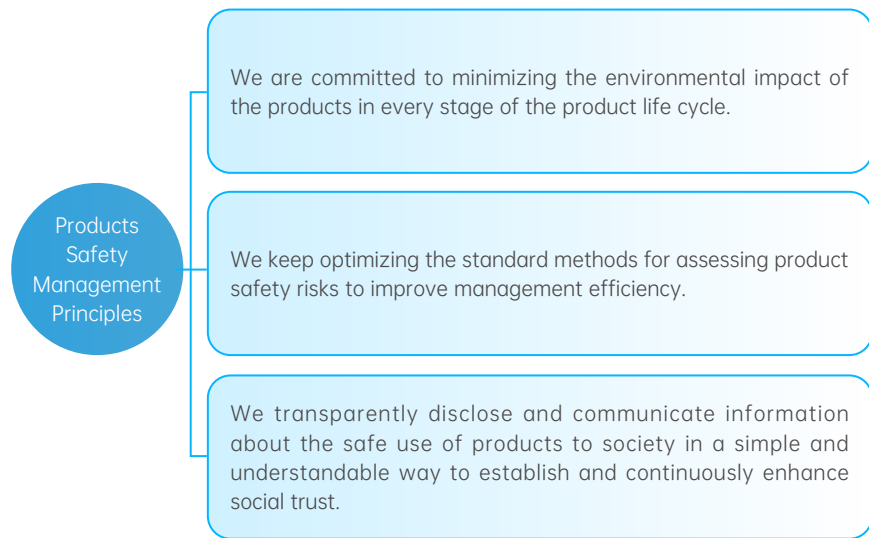 Products
Safety
Management
Principles
We are committed to minimizing the environmental impact of
the products in every stage of the product life cycle.
We keep optimizing the standard methods for assessing product
safety risks to improve management efficiency.
We transparently disclose and communicate information
about the safe use of products to society in a simple and
understandable way to establish and continuously enhance
social trust.